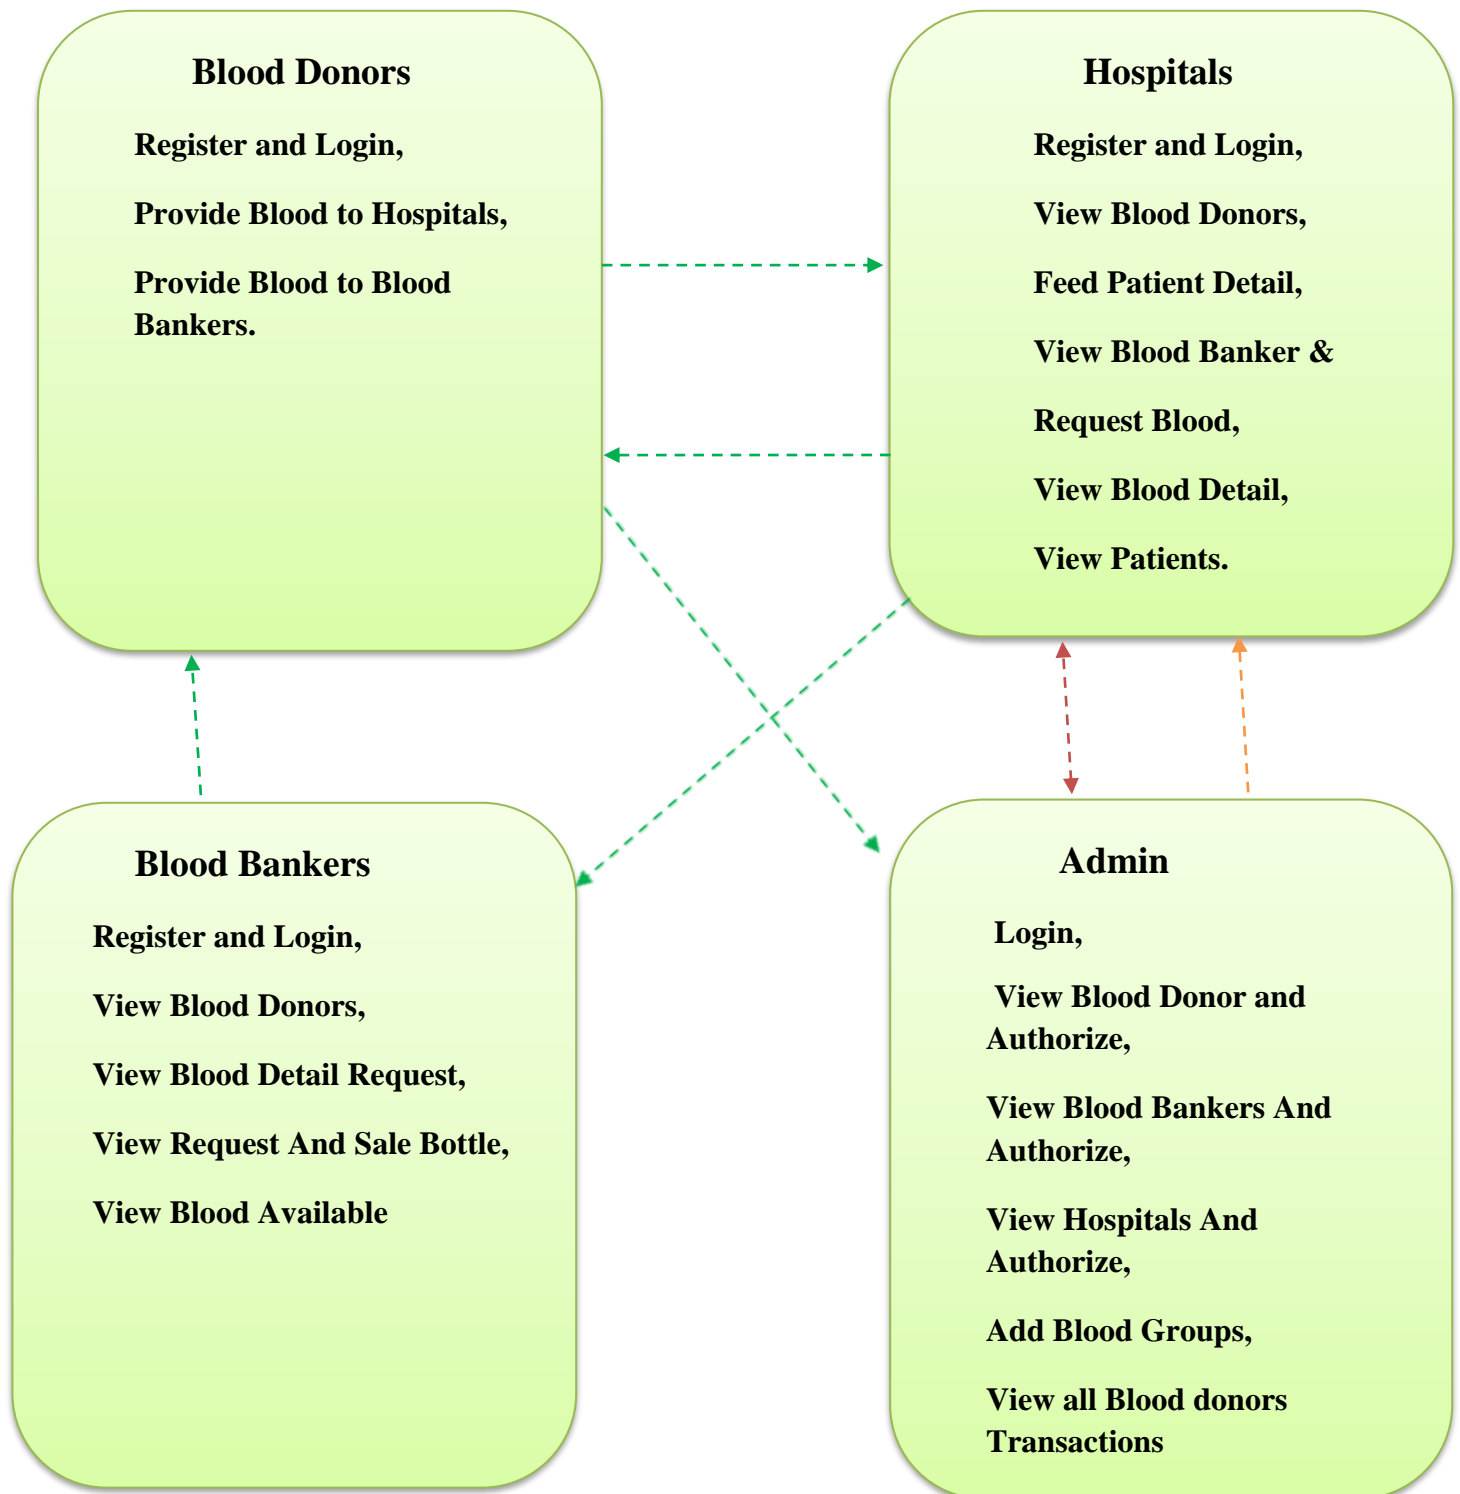 Blood Donors
Register and Login,
Provide Blood to Hospitals,
Provide Blood to Blood
Bankers.
Hospitals
Register and Login,
View Blood Donors,
Feed Patient Detail,
View Blood Banker &
Request Blood,
View Blood Detail,
View Patients.
Blood Bankers
Register and Login,
View Blood Donors,
View Blood Detail Request,
View Request And Sale Bottle,
View Blood Available
Admin
Login,
View Blood Donor and
Authorize,
View Blood Bankers And
Authorize,
View Hospitals And
Authorize,
Add Blood Groups,
View all Blood donors
Transactions